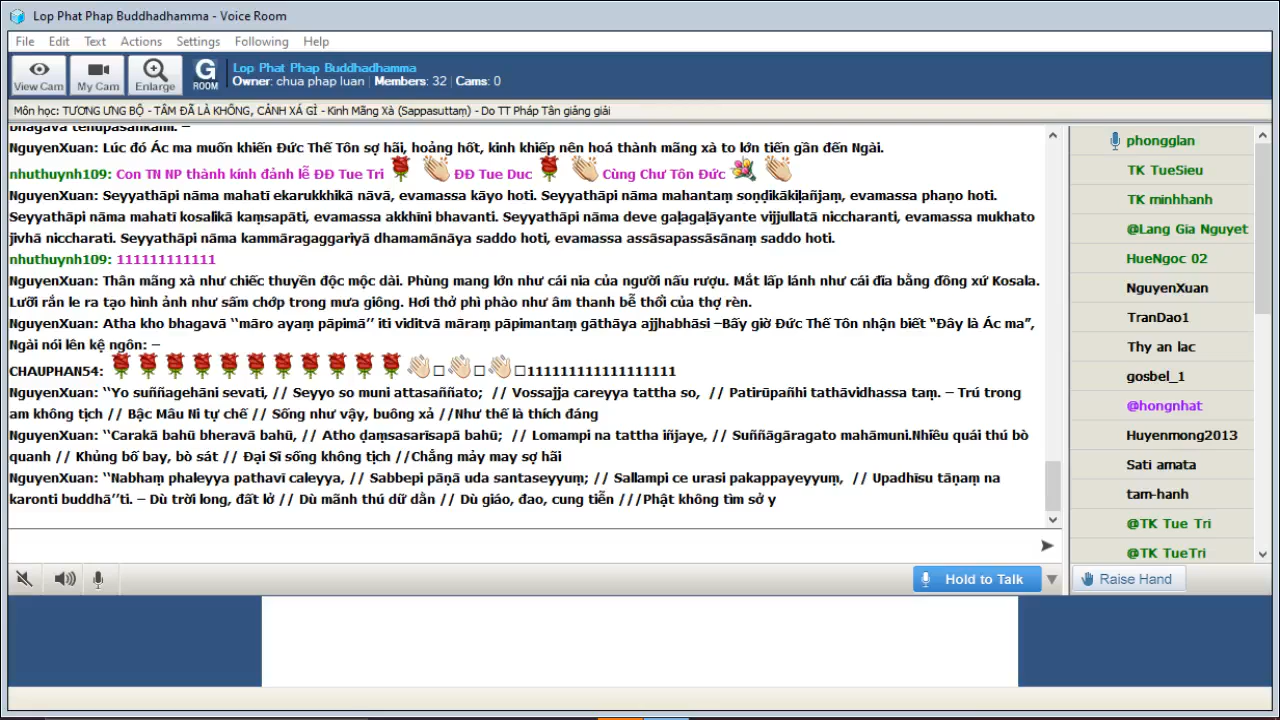 Lop Phat Phap Buddhadhamma - Voice Room
File Edit Text Actions Settings Following Help
View Cam My Cam Enlarge G ROOM
Lop Phat Phap Buddhadhamma
Owner: chua phap luan | Members: 32 | Cams: 0
Môn học: TƯƠNG ƯNG BỘ - TÂM ĐÃ LÀ KHÔNG, CẢNH XÁ GÌ - Kinh Mãng Xà (Sappasuttaṃ) - Do TT Pháp Tân giảng giải
bhagavā tenupasaṅkami. –
NguyenXuan: Lúc đó Ác ma muốn khiến Đức Thế Tôn sợ hãi, hoảng hốt, kinh khiếp nên hoá thành mãng xà to lớn tiến gần đến Ngài.
nhuthuynh109: Con TN NP thành kính đảnh lễ ĐĐ Tue Tri ĐĐ Tue Duc Cùng Chư Tôn Đức
NguyenXuan: Seyyathāpi nāma mahatī ekarukkhikā nāvā, evamassa kāyo hoti. Seyyathāpi nāma mahantaṃ soṇḍikākiḷañjaṃ, evamassa phaṇo hoti.
Seyyathāpi nāma mahatī kosalikā kaṃsapāti, evamassa akkhīni bhavanti. Seyyathāpi nāma deve gaḷagaḷāyante vijjullatā niccharanti, evamassa mukhato
jivhā niccharati. Seyyathāpi nāma kammāragaggariyā dhamamānāya saddo hoti, evamassa assāsapassāsānaṃ saddo hoti.
nhuthuynh109: 111111111111
NguyenXuan: Thân mãng xà như chiếc thuyền độc mộc dài. Phùng mang lớn như cái nia của người nấu rượu. Mắt lấp lánh như cái đĩa bằng đồng xứ Kosala.
Lưỡi rắn le ra tạo hình ảnh như sấm chớp trong mưa giông. Hơi thở phì phào như âm thanh bễ thổi của thợ rèn.
NguyenXuan: Atha kho bhagavā ‘‘māro ayaṃ pāpimā’’ iti viditvā māraṃ pāpimantaṃ gāthāya ajjhabhāsi –Bấy giờ Đức Thế Tôn nhận biết “Đây là Ác ma”,
Ngài nói lên kệ ngôn: –
CHAUPHAN54: 11111111111111111
NguyenXuan: ‘‘Yo suññagehāni sevati, // Seyyo so muni attasaññato; // Vossajja careyya tattha so, // Patirūpañhi tathāvidhassa taṃ. – Trú trong
am không tịch // Bậc Mâu Ni tự chế // Sống như vậy, buông xả //Như thế là thích đáng
NguyenXuan: ‘‘Carakā bahū bheravā bahū, // Atho ḍaṃsasarīsapā bahū; // Lomampi na tattha iñjaye, // Suññāgāragato mahāmuni.Nhiều quái thú bò
quanh // Khủng bố bay, bò sát // Đại Sĩ sống không tịch //Chẳng mảy may sợ hãi
NguyenXuan: ‘‘Nabhaṃ phaleyya pathavī caleyya, // Sabbepi pāṇā uda santaseyyuṃ; // Sallampi ce urasi pakappayeyyuṃ, // Upadhīsu tāṇaṃ na
karonti buddhā’’ti. – Dù trời long, đất lở // Dù mãnh thú dữ dằn // Dù giáo, đao, cung tiễn ///Phật không tìm sở y
Hold to Talk
phongglan
TK TueSieu
TK minhhanh
@Lang Gia Nguyet
HueNgoc 02
NguyenXuan
TranDao1
Thy an lac
gosbel_1
@hongnhat
Huyenmong2013
Sati amata
tam-hanh
@TK Tue Tri
@TK TueTri
Raise Hand